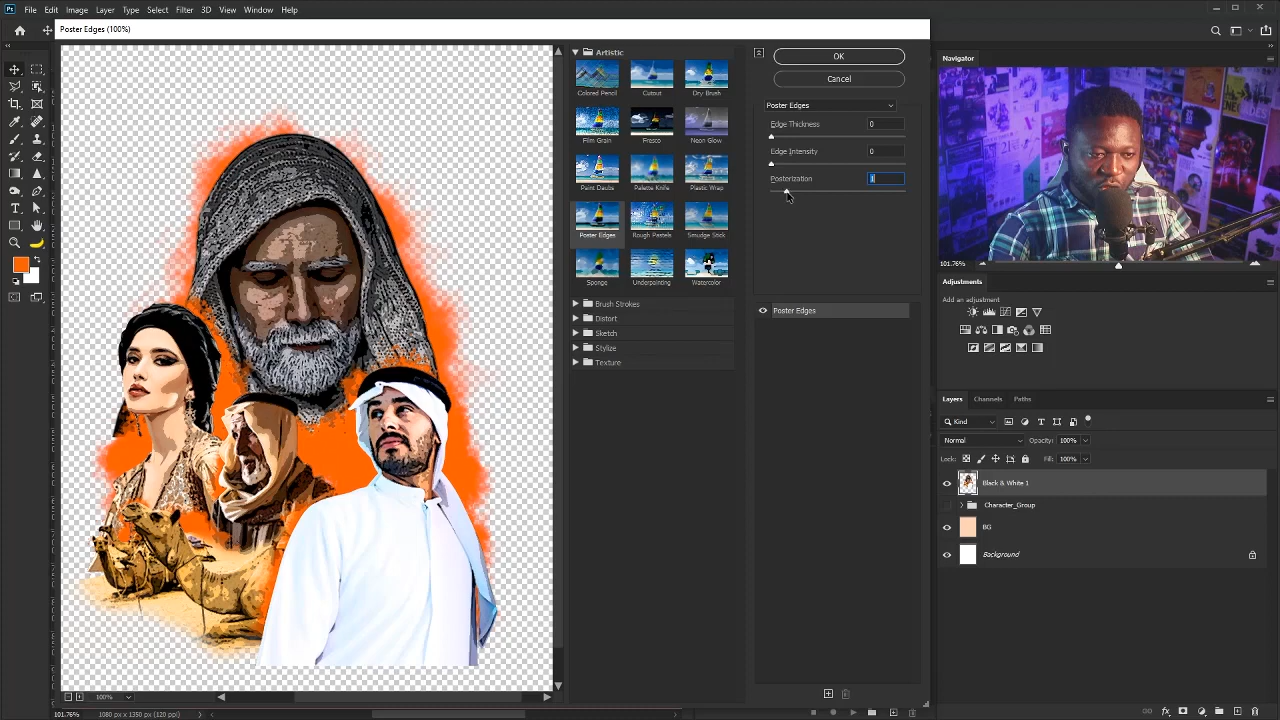 Ps File Edit Image Layer Type Select Filter 3D View Window Help
Poster Edges (100%)
Artistic
Colored Pencil Cutout Dry Brush
Film Grain Fresco Neon Glow
Paint Daubs Palette Knife Plastic Wrap
Poster Edges Rough Pastels Smudge Stick
Sponge Underpainting Watercolor
Brush Strokes
Distort
Sketch
Stylize
Texture
OK
Cancel
Poster Edges
Edge Thickness 0
Edge Intensity 0
Posterization 1
Poster Edges
Navigator
101.76%
Adjustments
Add an adjustment
Layers Channels Paths
Kind
Normal Opacity: 100%
Lock: Fill: 100%
Black & White 1
Character_Group
BG
Background
100%
101.76% 1080 px x 1350 px (120 ppi)